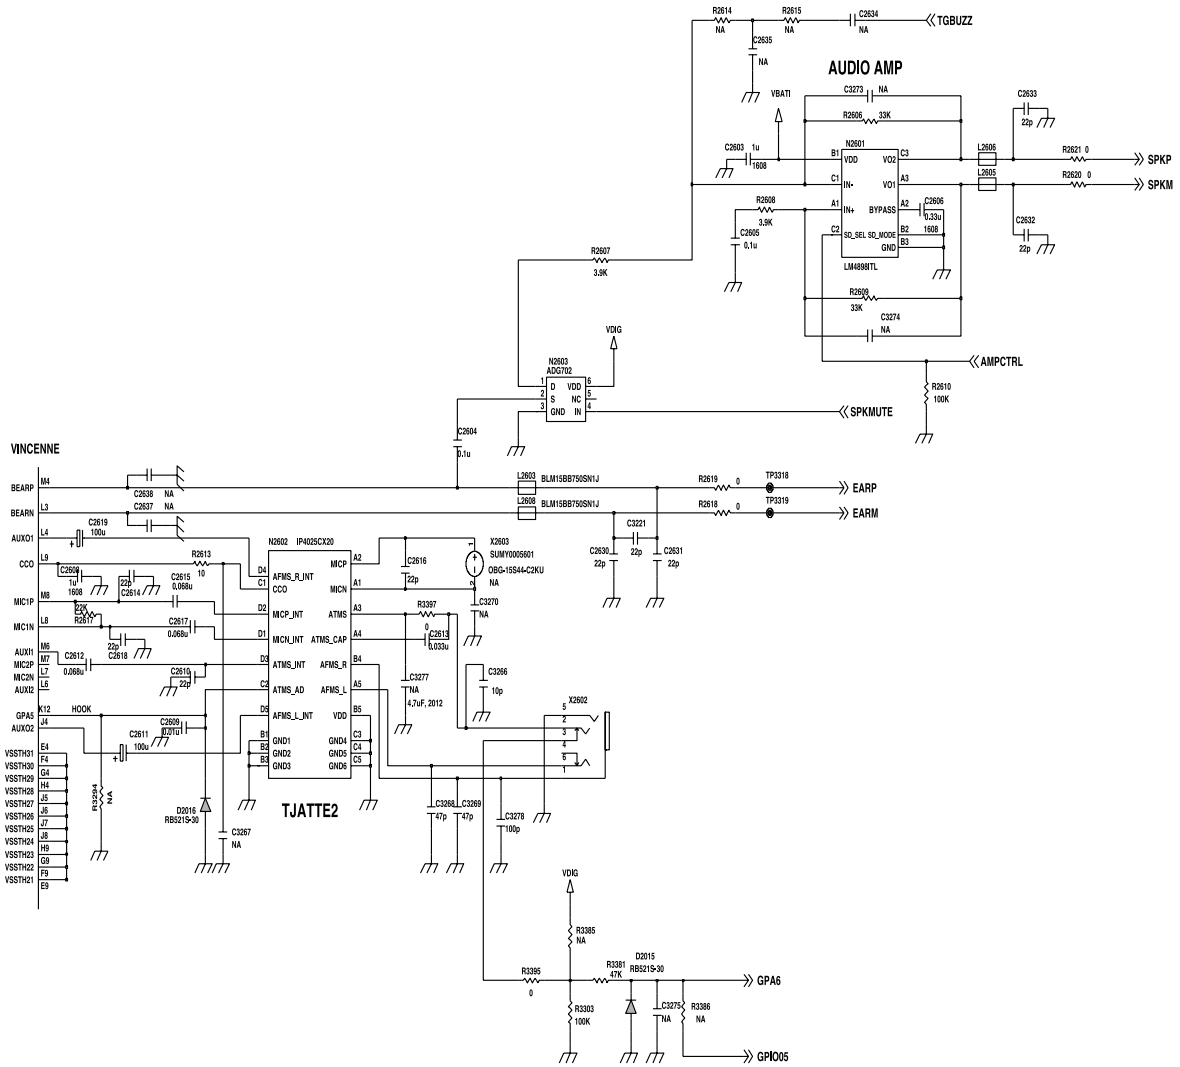 R2614
NA
R2615
NA
C2634
NA
TGBUZZ
C2635
NA
AUDIO AMP
VBATI
C3273
NA
R2606
33K
C2633
22p
C2603
1u
1608
N2601
B1
VDD
VO2
C3
L2606
R2621 0
SPKP
C1
IN-
VO1
A3
L2605
R2620 0
SPKM
R2608
3.9K
A1
IN+
BYPASS
A2
C2606
0.33u
1608
C2605
0.1u
C2
SD_SEL SD_MODE
B2
GND
B3
LM4898ITL
C2632
22p
R2607
3.9K
R2609
33K
C3274
NA
VDIG
AMPCTRL
N2603
ADG702
1
D
VDD
6
2
S
NC
5
3
GND
IN
4
SPKMUTE
R2610
100K
C2604
0.1u
VINCENNE
BEARP
M4
C2638
NA
L2603
BLM15BB750SN1J
R2619
0
TP3318
EARP
BEARN
L3
C2637
NA
L2608
BLM15BB750SN1J
R2618
0
TP3319
EARM
AUXO1
L4
C2619
100u
+
C3221
22p
C2630
22p
C2631
22p
N2602
IP4025CX20
X2603
SUMY0005601
OBG-15S44-C2KU
NA
1
2
+
CCO
L9
R2613
10
C2608
1u
1608
C2615
0.068u
22p
C2614
D4
AFMS_R_INT
C1
CCO
MICP
A2
MICN
A1
C2616
22p
C3270
NA
MIC1P
M8
22K
R2617
D2
MICP_INT
ATMS
A3
R3397
0
MIC1N
L8
C2617
0.068u
22p
C2618
D1
MICN_INT
ATMS_CAP
A4
C2613
0.033u
AUXI1
M6
MIC2P
M7
MIC2N
L7
AUXI2
L6
C2612
0.068u
C2610
22p
D3
ATMS_INT
AFMS_R
B4
C2
ATMS_AD
AFMS_L
A5
C3277
NA
4.7uF, 2012
C3266
10p
X2602
GPA5
K12
HOOK
AUXO2
J4
C2609
0.01u
C2611
100u
+
D5
AFMS_L_INT
VDD
B5
B1
GND1
GND4
C3
B2
GND2
GND5
C4
B3
GND3
GND6
C5
5
2
3
4
6
1
VSSTH31
E4
VSSTH30
F4
VSSTH29
G4
VSSTH28
H4
VSSTH27
J5
VSSTH26
J6
VSSTH25
J7
VSSTH24
J8
VSSTH23
H9
VSSTH22
G9
VSSTH21
F9
E9
R3294
NA
D2016
RB521S-30
C3267
NA
TJATTE2
C3268
47p
C3269
47p
C3278
100p
VDIG
R3385
NA
R3395
0
R3381
47K
D2015
RB521S-30
GPA6
R3303
100K
C3275
NA
R3386
NA
GPIO05